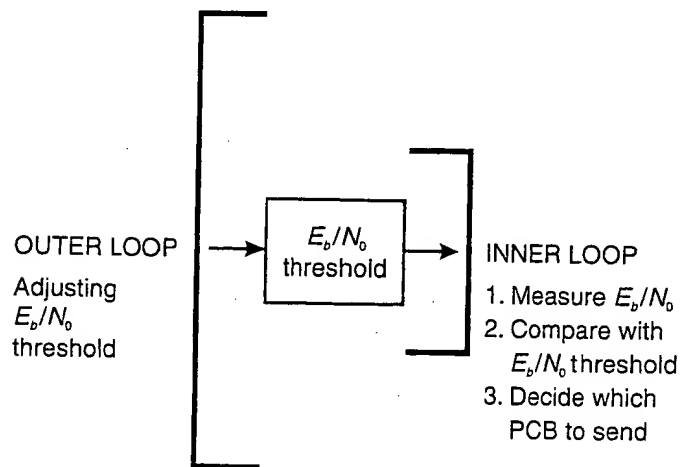 OUTER LOOP
Adjusting
E_b/N_0
threshold
E_b/N_0
threshold
INNER LOOP
1. Measure E_b/N_0
2. Compare with
E_b/N_0 threshold
3. Decide which
PCB to send